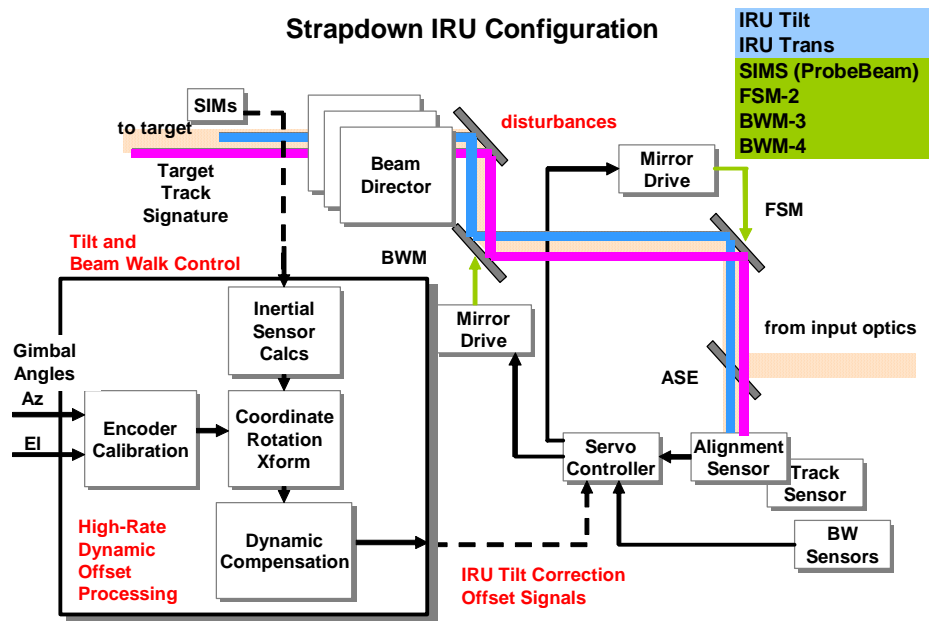 Strapdown IRU Configuration
IRU Tilt
IRU Trans
SIMS (ProbeBeam)
FSM-2
BWM-3
BWM-4
SIMs
to target
disturbances
Target
Track
Signature
Beam
Director
Mirror
Drive
FSM
Tilt and
Beam Walk Control
BWM
Inertial
Sensor
Calcs
Mirror
Drive
from input optics
Gimbal
Angles
Az
El
ASE
Encoder
Calibration
Coordinate
Rotation
Xform
Servo
Controller
Alignment
Sensor
Track
Sensor
High-Rate
Dynamic
Offset
Processing
Dynamic
Compensation
BW
Sensors
IRU Tilt Correction
Offset Signals